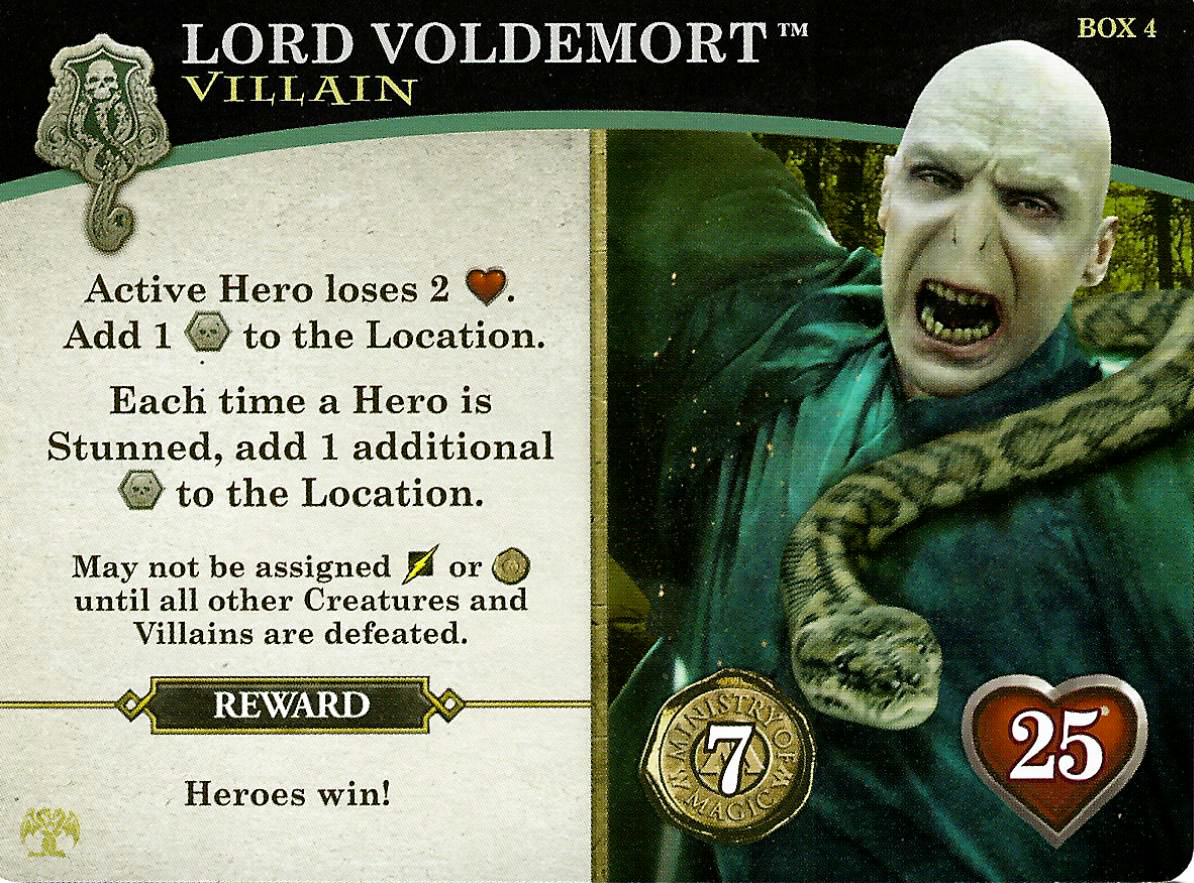 LORD VOLDEMORT™
VILLAIN
BOX 4
Active Hero loses 2 .
Add 1 to the Location.
Each time a Hero is
Stunned, add 1 additional
to the Location.
May not be assigned or
until all other Creatures and
Villains are defeated.
REWARD
Heroes win!
MINISTRY OF
7
MAGIC
25*